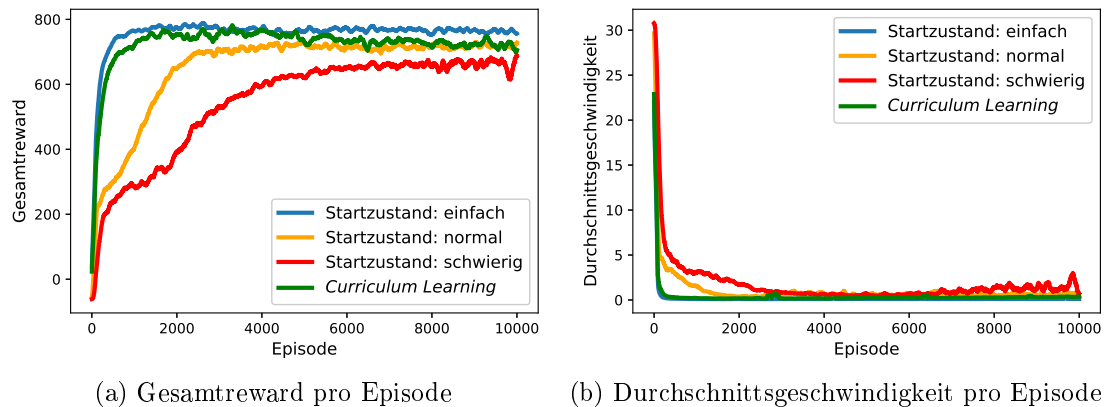 800
600
400
200
0
Gesamtreward
Startzustand: einfach
Startzustand: normal
Startzustand: schwierig
Curriculum Learning
0 2000 4000 6000 8000 10000
Episode
(a) Gesamtreward pro Episode
30
25
20
15
10
5
0
Durchschnittsgeschwindigkeit
Startzustand: einfach
Startzustand: normal
Startzustand: schwierig
Curriculum Learning
0 2000 4000 6000 8000 10000
Episode
(b) Durchschnittsgeschwindigkeit pro Episode